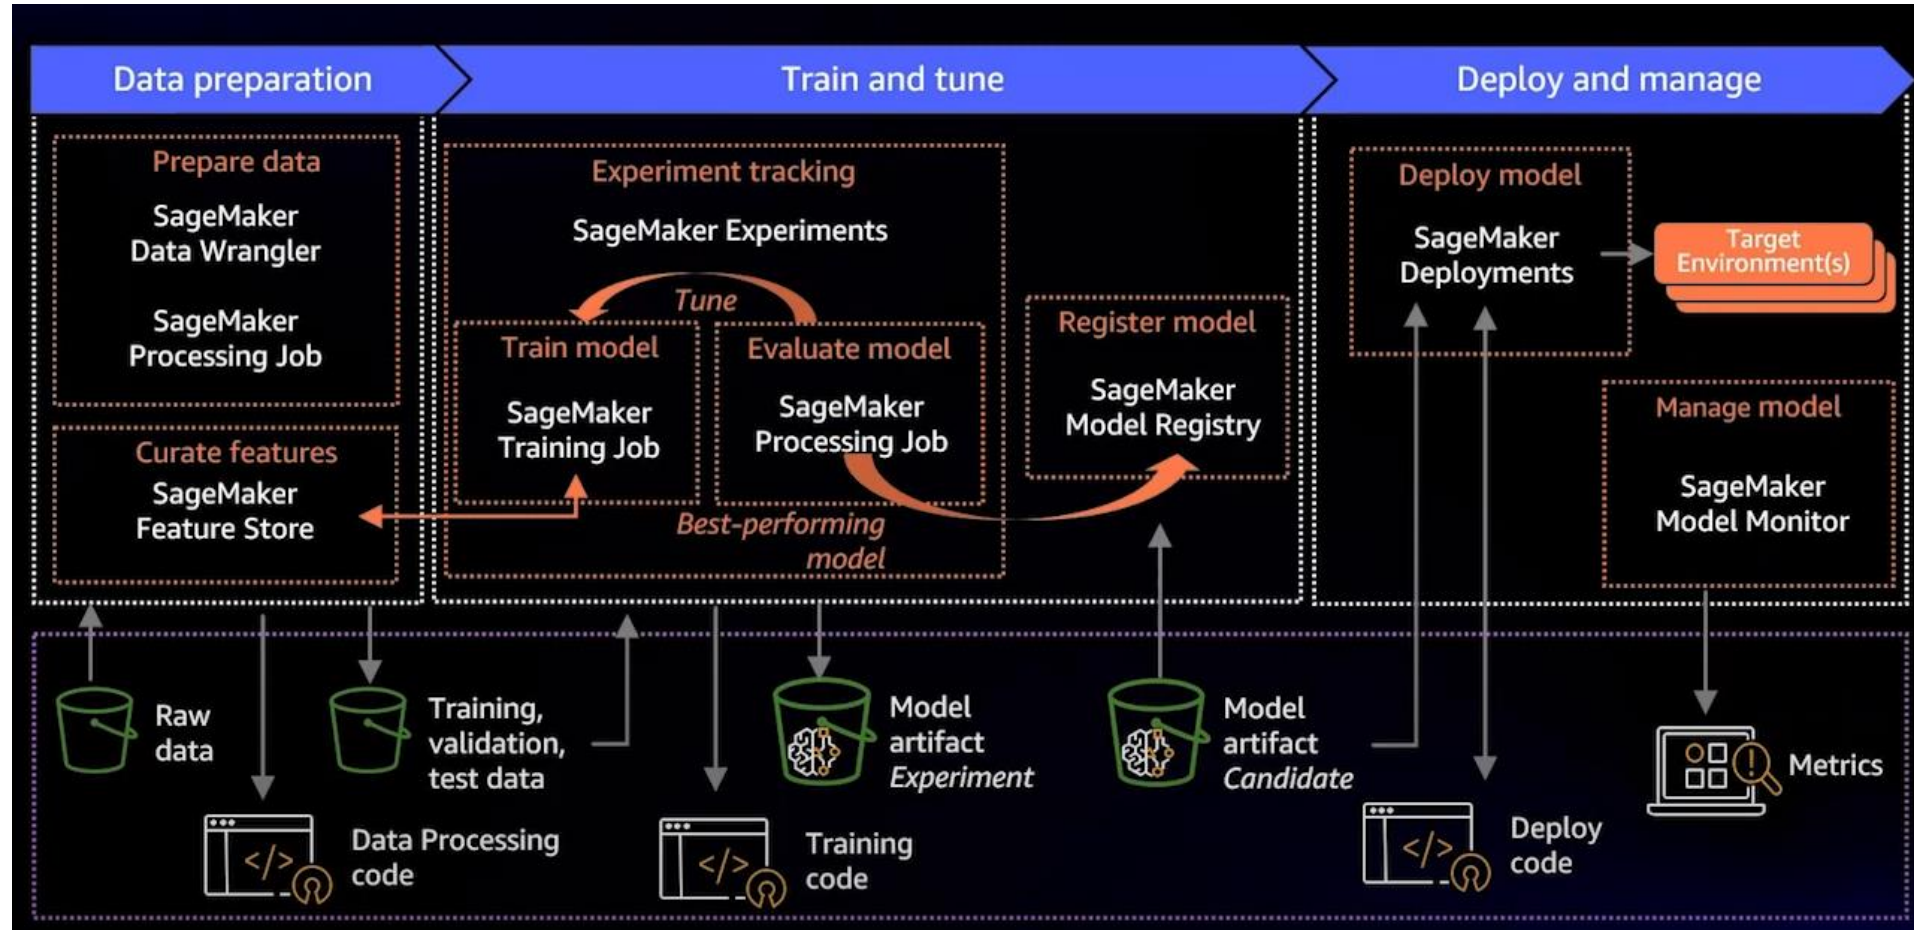 Data preparation
Train and tune
Deploy and manage
Prepare data
SageMaker
Data Wrangler
SageMaker
Processing Job
Curate features
SageMaker
Feature Store
Experiment tracking
SageMaker Experiments
Tune
Train model
SageMaker
Training Job
Evaluate model
SageMaker
Processing Job
Best-performing
model
Register model
SageMaker
Model Registry
Deploy model
SageMaker
Deployments
Target
Environment(s)
Manage model
SageMaker
Model Monitor
Raw
data
Data Processing
code
Training,
validation,
test data
Training
code
Model
artifact
Experiment
Model
artifact
Candidate
Deploy
code
Metrics